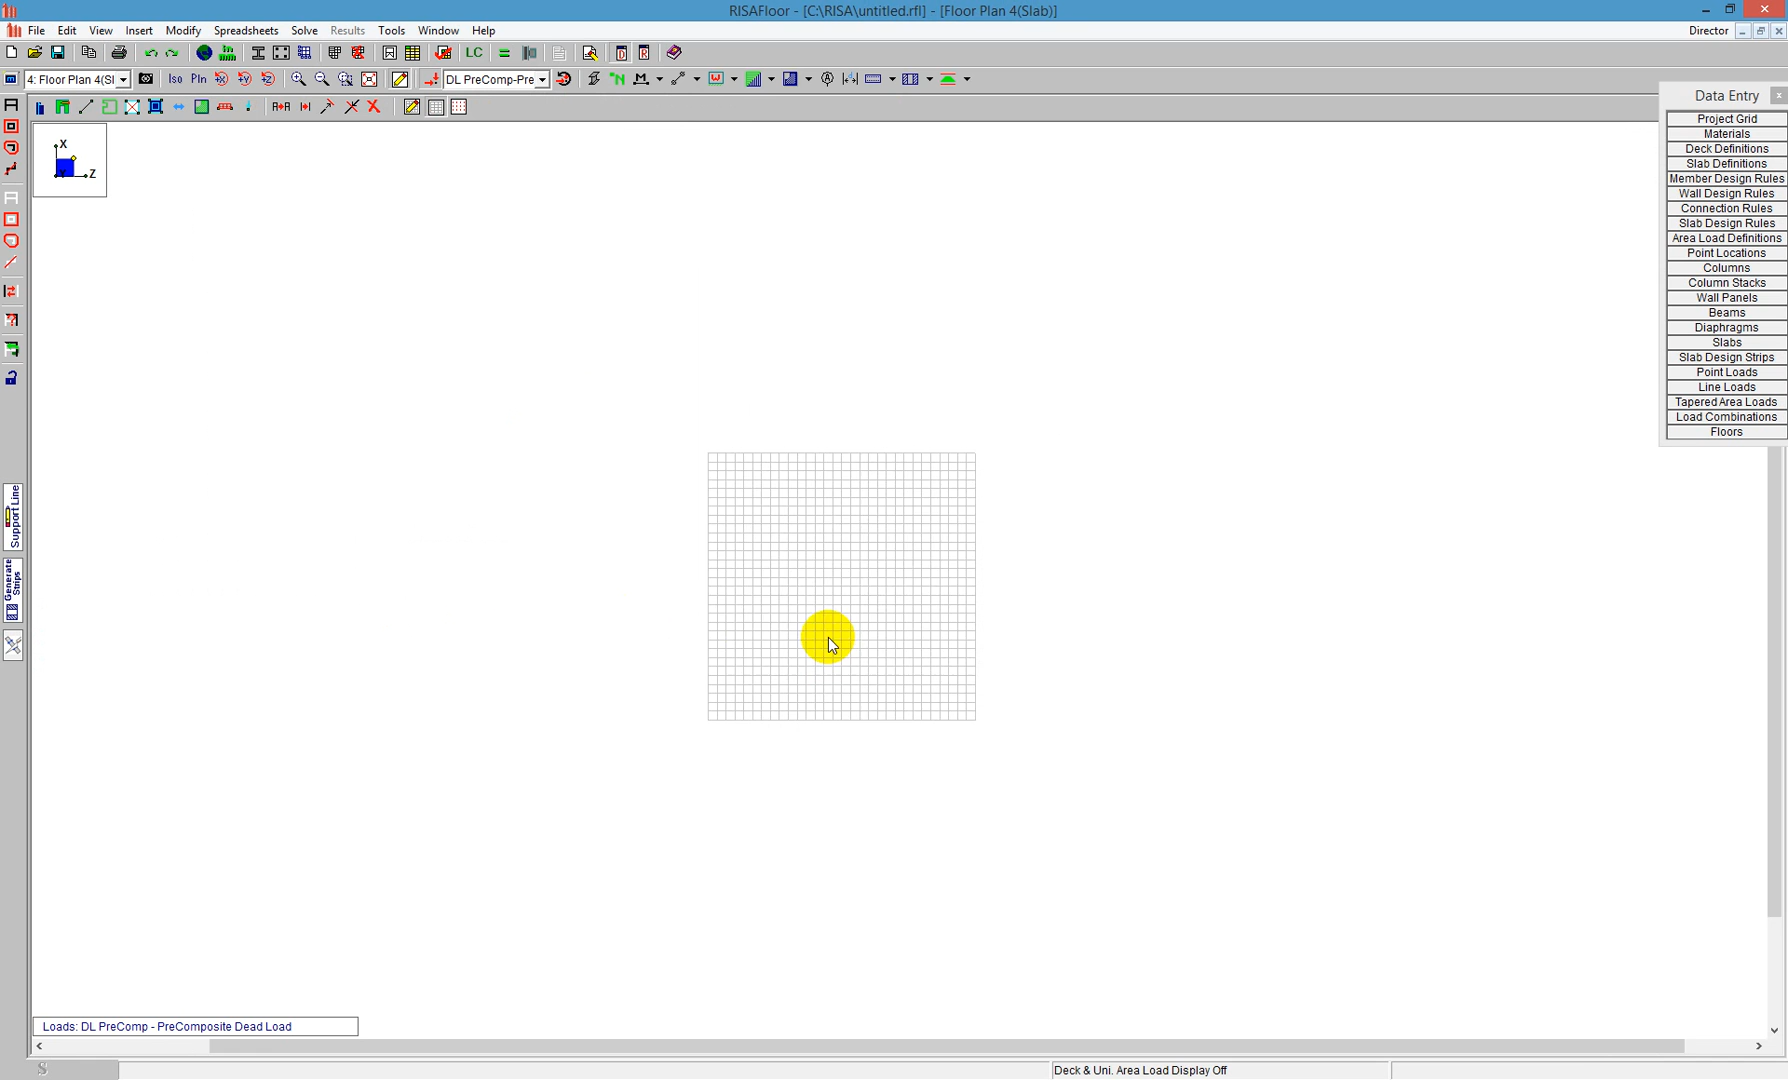 RISAFloor - [C:\RISA\untitled.rfl] - [Floor Plan 4(Slab)]
File Edit View Insert Modify Spreadsheets Solve Results Tools Window Help Director
LC = D R
4: Floor Plan 4(Sl Iso Pln DL PreComp-Pre
Data Entry
Project Grid
Materials
Deck Definitions
Slab Definitions
Member Design Rules
Wall Design Rules
Connection Rules
Slab Design Rules
Area Load Definitions
Point Locations
Columns
Column Stacks
Wall Panels
Beams
Diaphragms
Slabs
Slab Design Strips
Point Loads
Line Loads
Tapered Area Loads
Load Combinations
Floors
X
Y Z
Support Line
Generate Strips
Loads: DL PreComp - PreComposite Dead Load
S
Deck & Uni. Area Load Display Off